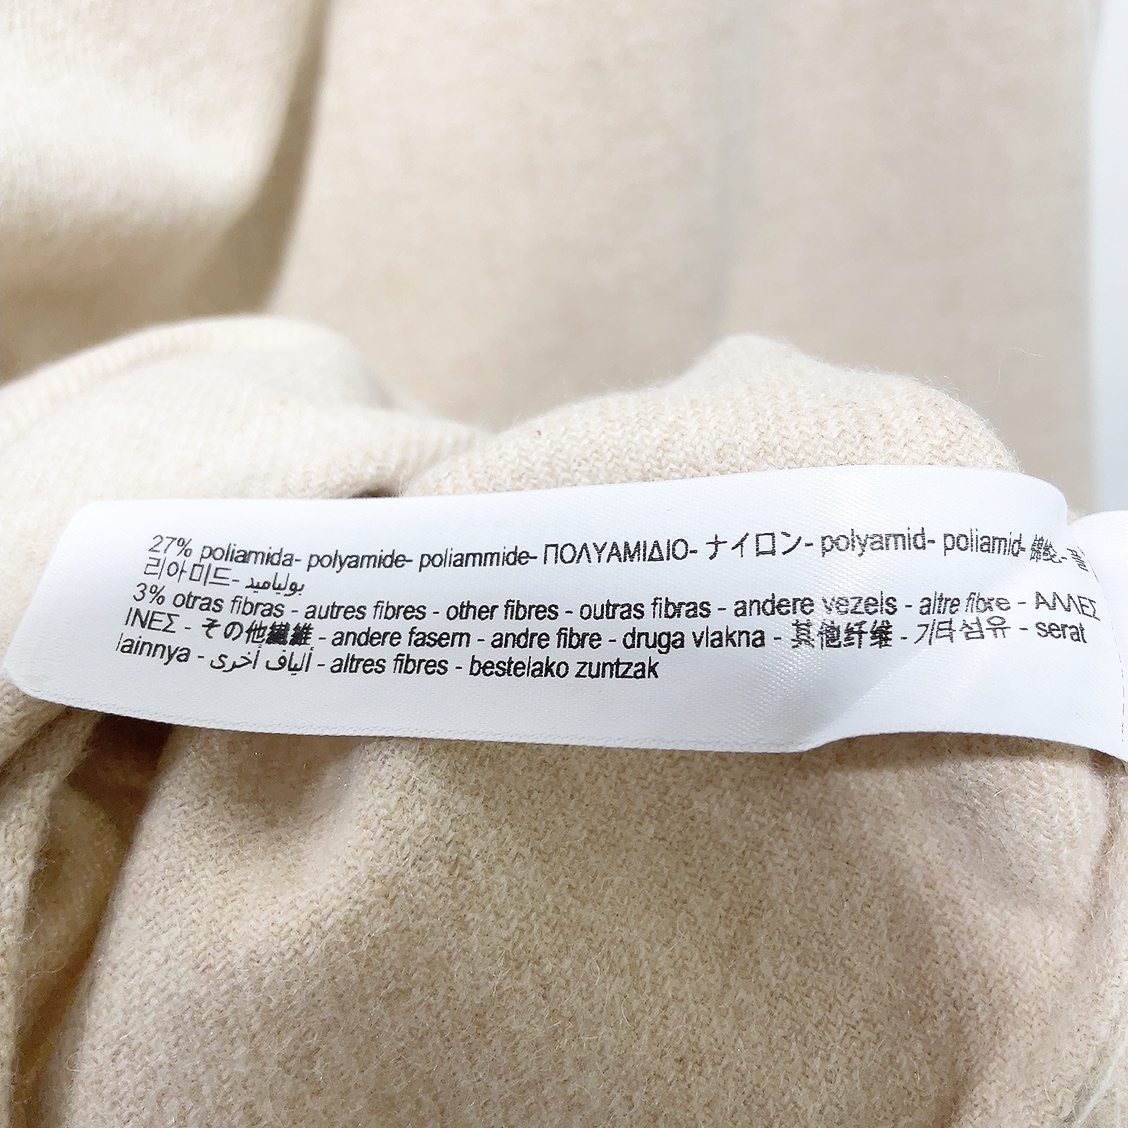 27% poliamida- polyamide- poliammide- ΠΟΛΥΑΜΙΔΙΟ- ナイロン- polyamid- poliamid- 锦纶-
리아미드- بولياميد
3% otras fibras - autres fibres - other fibres - outras fibras - andere vezels - altre fibre - ΑΛΛΕΣ
ΙΝΕΣ - その他繊維 - andere fasern - andre fibre - druga vlakna - 其他纤维 - 기타섬유 - serat
lainnya - ألياف أخرى - altres fibres - bestelako zuntzak